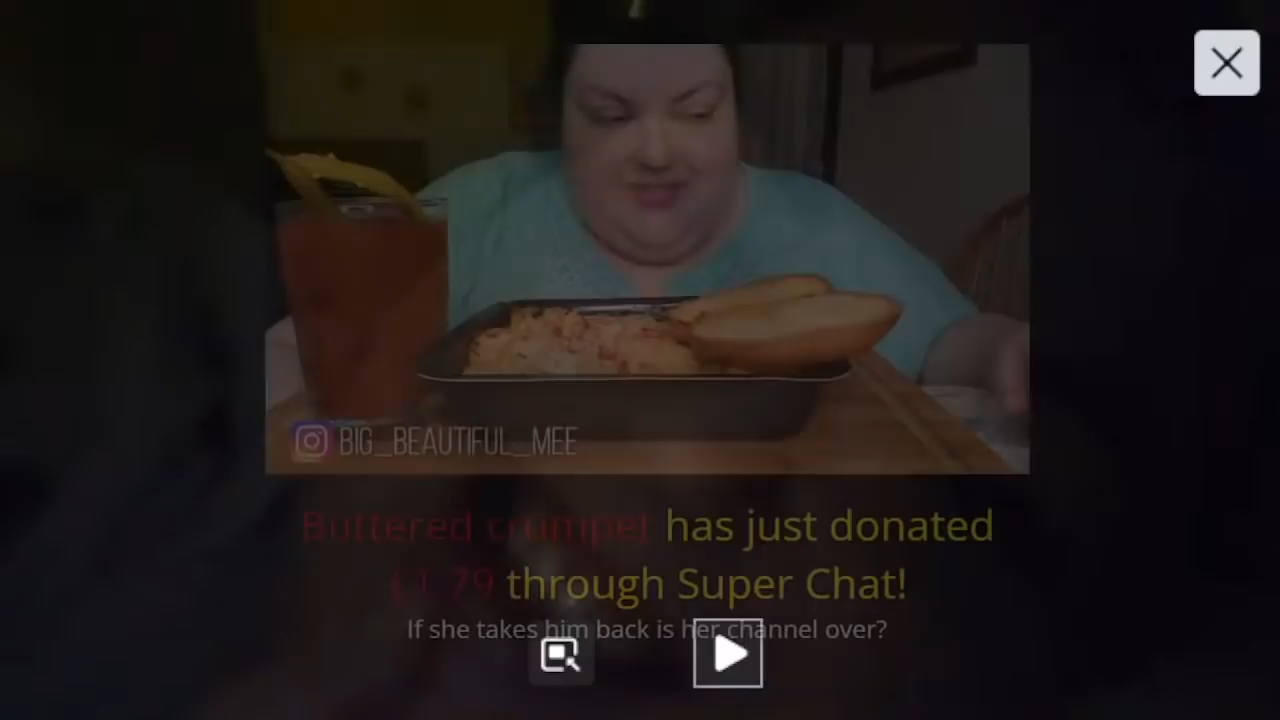 BIG_BEAUTIFUL_MEE
Buttered crumpet has just donated
1.79 through Super Chat!
If she takes him back is her channel over?